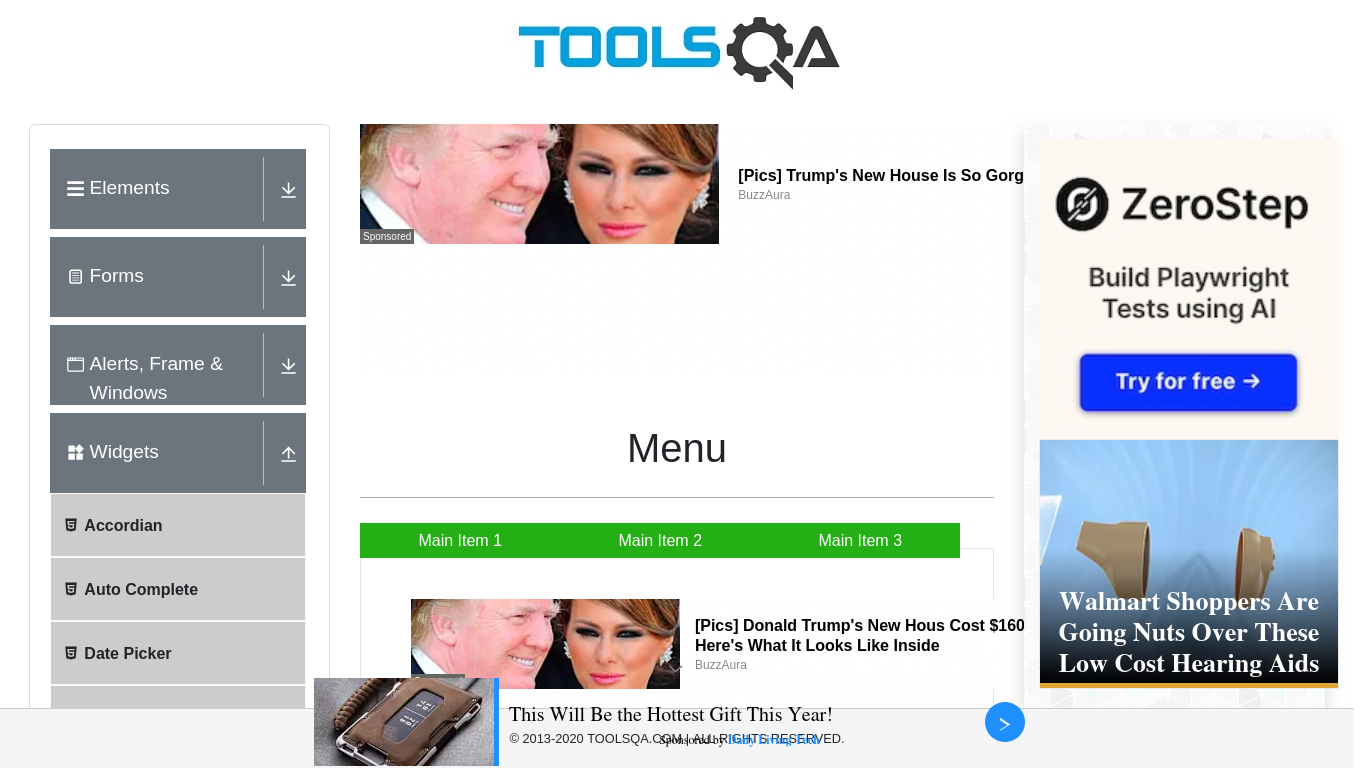 TOOLSQA
Elements
Forms
Alerts, Frame &
Windows
Widgets
Accordian
Auto Complete
Date Picker
Sponsored
[Pics] Trump's New House Is So Gorg
BuzzAura
Menu
Main Item 1
Main Item 2
Main Item 3
[Pics] Donald Trump's New Hous Cost $160
Here's What It Looks Like Inside
BuzzAura
ZeroStep
Build Playwright
Tests using AI
Try for free →
Walmart Shoppers Are
Going Nuts Over These
Low Cost Hearing Aids
This Will Be the Hottest Gift This Year!
© 2013-2020 TOOLSQA.COM | ALL RIGHTS RESERVED.
Sponsored by Daily Living Tech